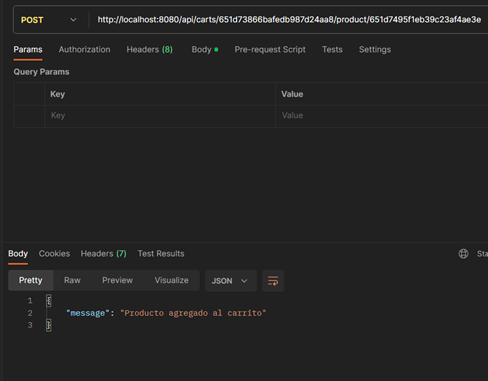 POST http://localhost:8080/api/carts/651d73866bafedb987d24aa8/product/651d7495f1eb39c23af4ae3e
Params Authorization Headers (8) Body Pre-request Script Tests Settings
Query Params
Key Value
Key Value
Body Cookies Headers (7) Test Results Sta
Pretty Raw Preview Visualize JSON
1 {
2 "message": "Producto agregado al carrito"
3 }